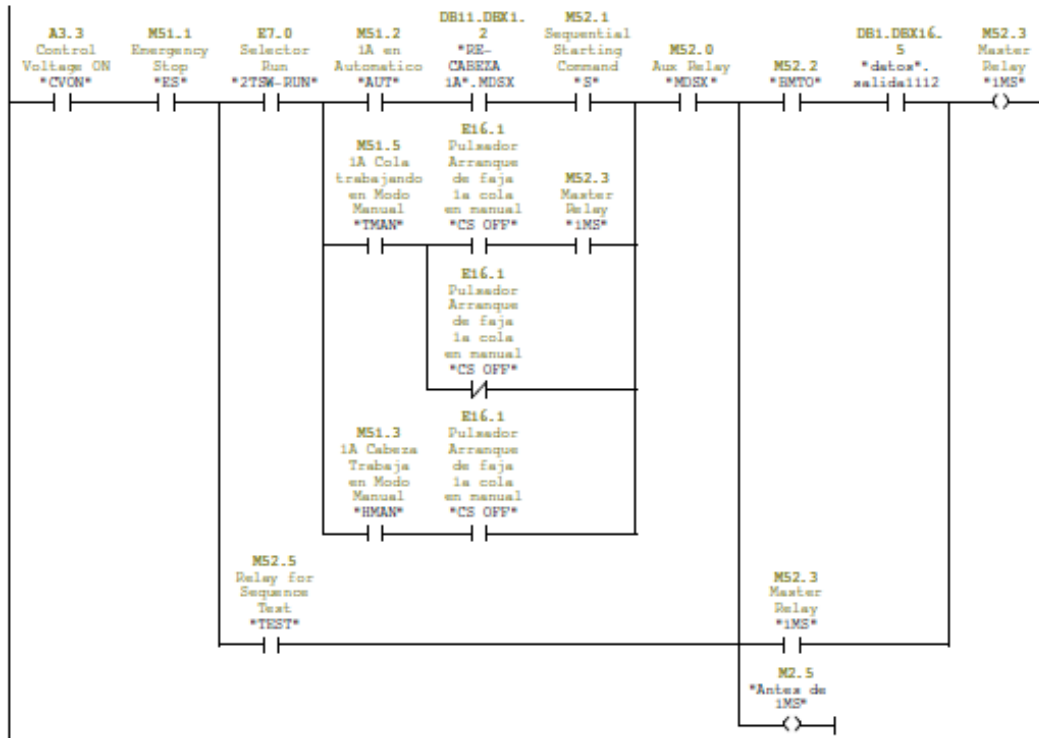 A3.3
Control
Voltage ON
"CVON"
M51.1
Emergency
Stop
"ES"
E7.0
Selector
Run
"2TSW-RUN"
M51.2
1A en
Automatico
"AUT"
DB11.DBX1.
2
"RE-
CABEZA
1A".MDSX
M52.1
Sequential
Starting
Command
"S"
M52.0
Aux Relay
"MDSX"
M52.2
"BMTO"
DB1.DBX16.
5
"datos".
salida1112
M52.3
Master
Relay
"1MS"
M51.5
1A Cola
trabajando
en Modo
Manual
"TMAN"
E16.1
Pulsador
Arranque
de faja
1a cola
en manual
"CS OFF"
M52.3
Master
Relay
"1MS"
E16.1
Pulsador
Arranque
de faja
1a cola
en manual
"CS OFF"
M51.3
1A Cabeza
Trabaja
en Modo
Manual
"HMAN"
E16.1
Pulsador
Arranque
de faja
1a cola
en manual
"CS OFF"
M52.5
Relay for
Sequence
Test
"TEST"
M52.3
Master
Relay
"1MS"
M2.5
"Antes de
1MS"